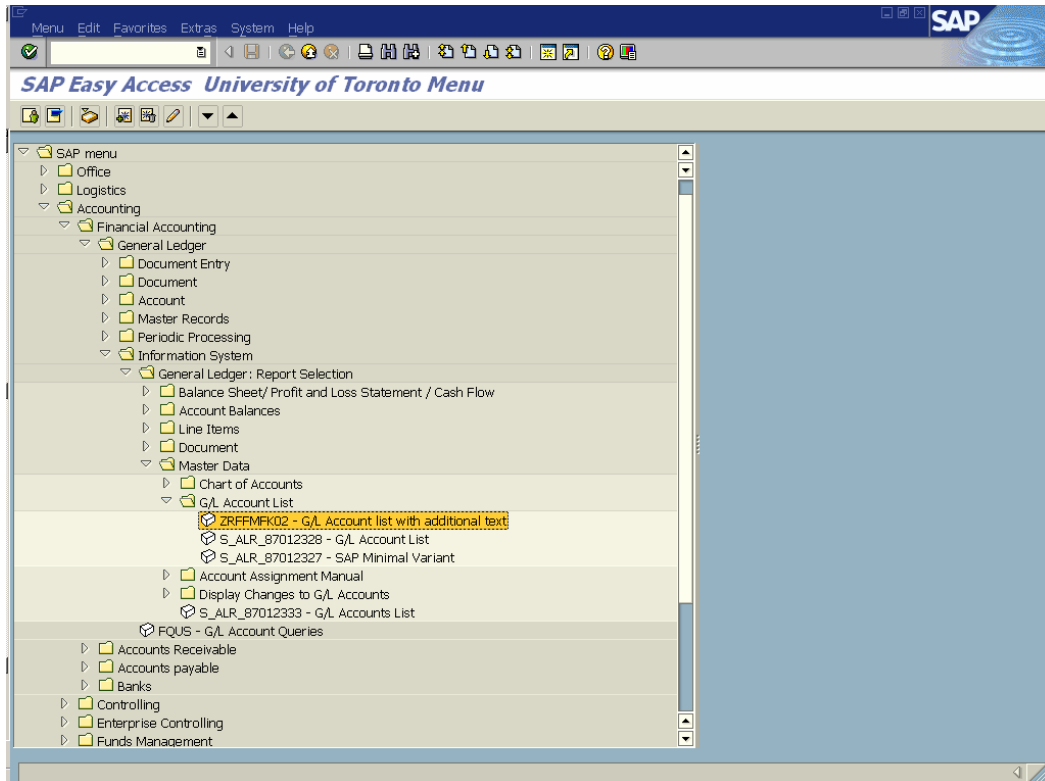 Menu Edit Favorites Extras System Help
SAP
SAP Easy Access University of Toronto Menu
SAP menu
Office
Logistics
Accounting
Financial Accounting
General Ledger
Document Entry
Document
Account
Master Records
Periodic Processing
Information System
General Ledger: Report Selection
Balance Sheet/ Profit and Loss Statement / Cash Flow
Account Balances
Line Items
Document
Master Data
Chart of Accounts
G/L Account List
ZRFFMFK02 - G/L Account list with additional text
S_ALR_87012328 - G/L Account List
S_ALR_87012327 - SAP Minimal Variant
Account Assignment Manual
Display Changes to G/L Accounts
S_ALR_87012333 - G/L Accounts List
FQUS - G/L Account Queries
Accounts Receivable
Accounts payable
Banks
Controlling
Enterprise Controlling
Funds Management